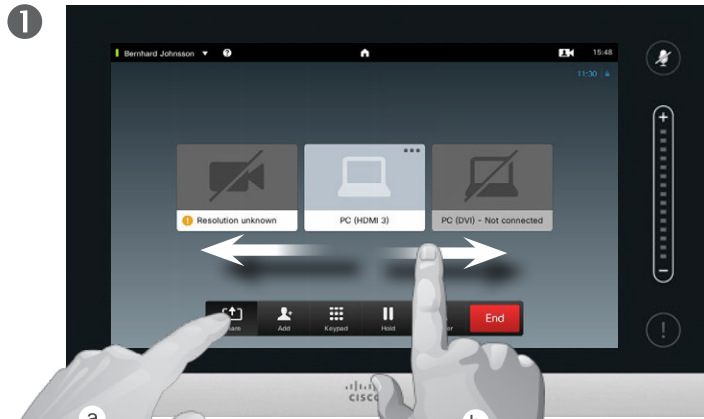 1
Bernhard Johnsson ▼ ? 15:48
11:30
Resolution unknown
PC (HDMI 3)
PC (DVI) – Not connected
Add
Keypad
Hold
End
CISCO
a
b